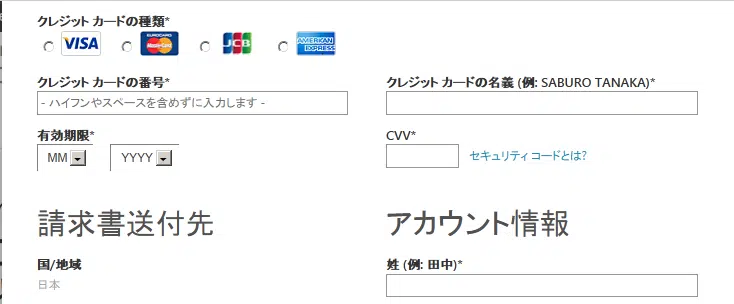 クレジット カードの種類*
VISA EUROCARD MasterCard JCB AMERICAN EXPRESS
クレジット カードの番号* クレジット カードの名義 (例: SABURO TANAKA)*
- ハイフンやスペースを含めずに入力します -
有効期限* CVV*
MM YYYY セキュリティ コードとは?
請求書送付先 アカウント情報
国/地域 姓 (例: 田中)*
日本